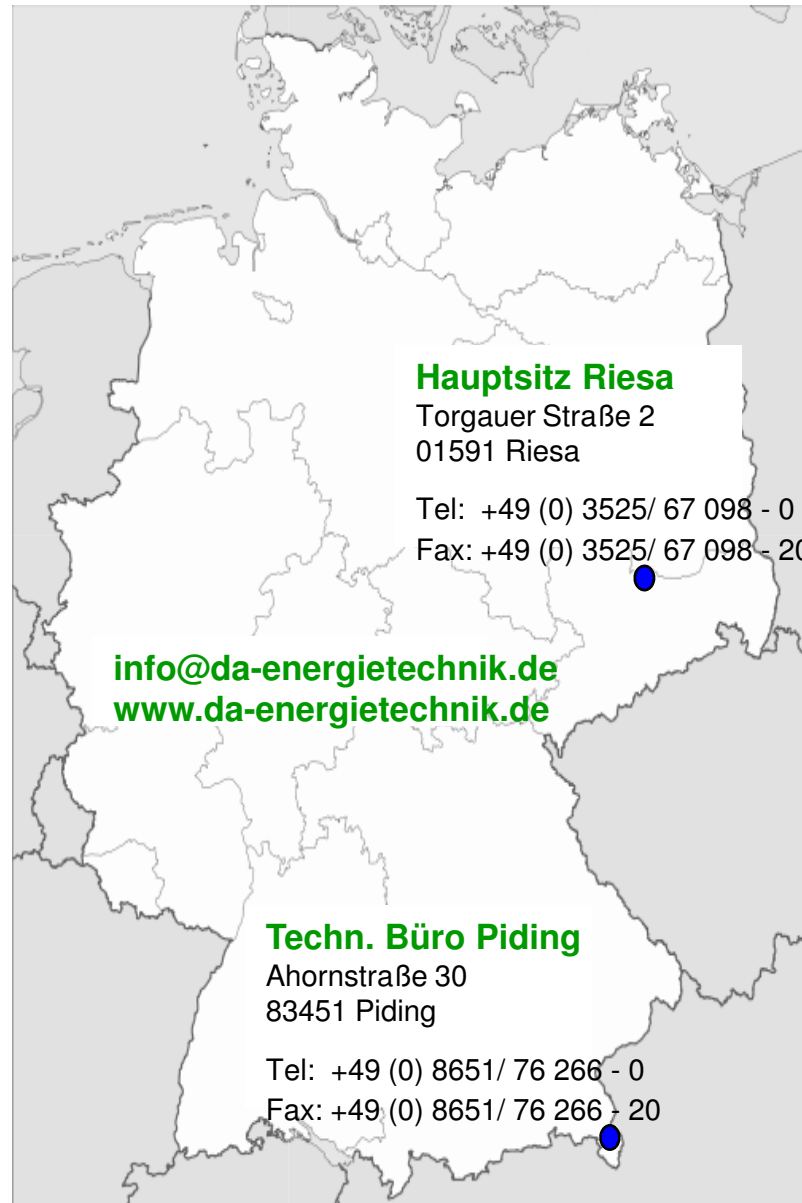 Hauptsitz Riesa
Torgauer Straße 2
01591 Riesa
Tel: +49 (0) 3525/ 67 098 - 0
Fax: +49 (0) 3525/ 67 098 - 20
info@da-energietechnik.de
www.da-energietechnik.de
Techn. Büro Piding
Ahornstraße 30
83451 Piding
Tel: +49 (0) 8651/ 76 266 - 0
Fax: +49 (0) 8651/ 76 266 - 20